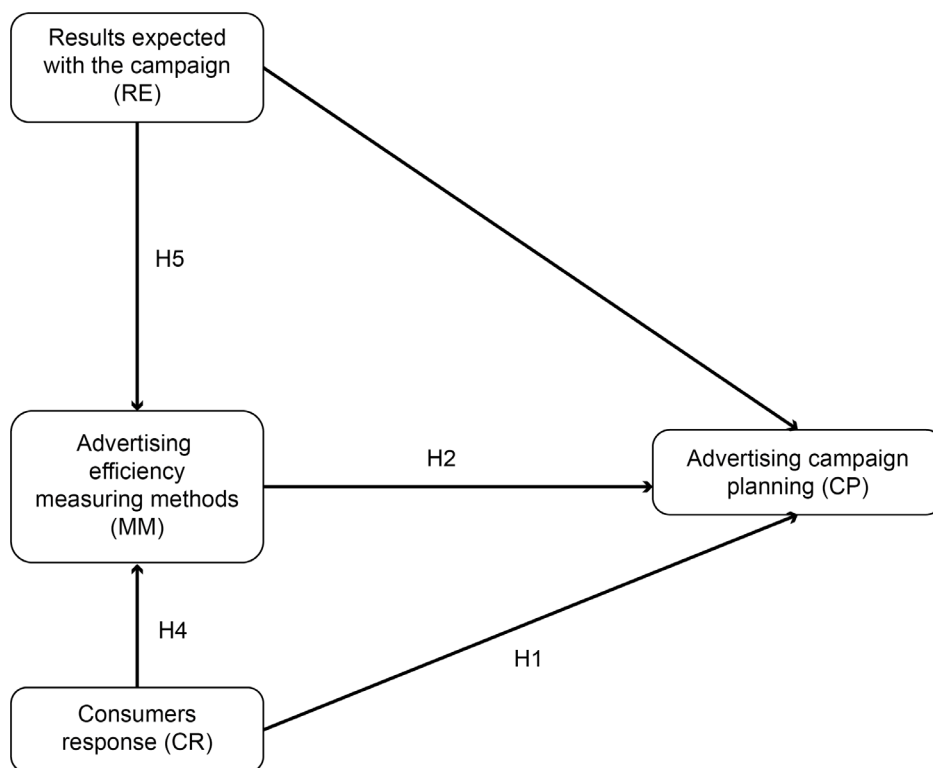 Results expected
with the campaign
(RE)
H5
Advertising
efficiency
measuring methods
(MM)
H2
Advertising campaign
planning (CP)
H4
H1
Consumers
response (CR)